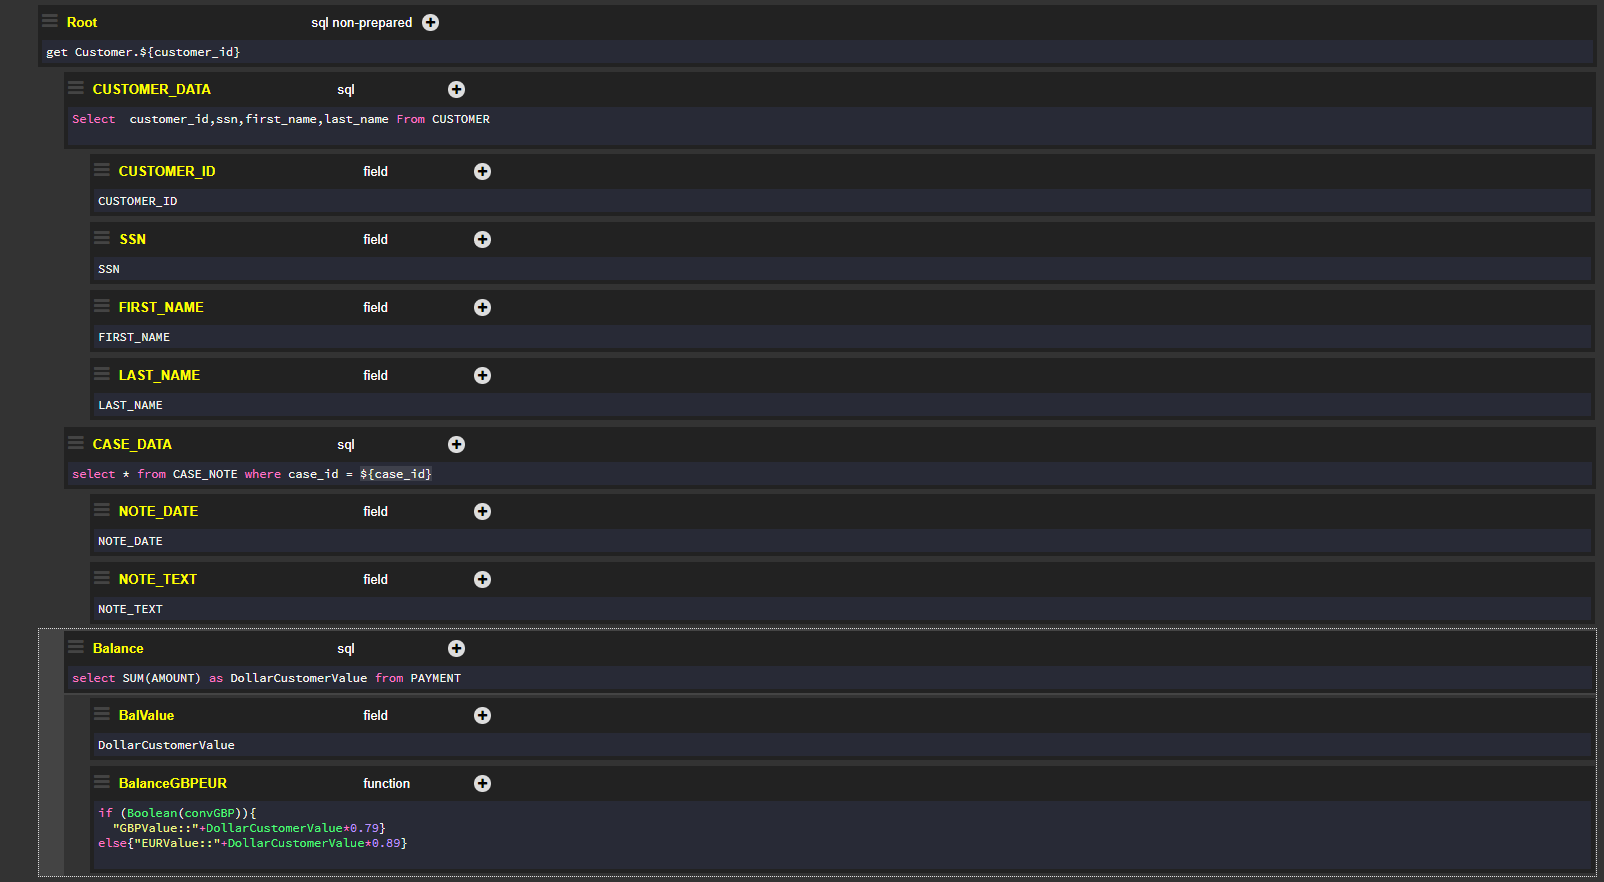 Root sql non-prepared
get Customer.${customer_id}
CUSTOMER_DATA sql
Select  customer_id,ssn,first_name,last_name From CUSTOMER
CUSTOMER_ID field
CUSTOMER_ID
SSN field
SSN
FIRST_NAME field
FIRST_NAME
LAST_NAME field
LAST_NAME
CASE_DATA sql
select * from CASE_NOTE where case_id = ${case_id}
NOTE_DATE field
NOTE_DATE
NOTE_TEXT field
NOTE_TEXT
Balance sql
select SUM(AMOUNT) as DollarCustomerValue from PAYMENT
BalValue field
DollarCustomerValue
BalanceGBPEUR function
if (Boolean(convGBP)){
"GBPValue::"+DollarCustomerValue*0.79}
else{"EURValue::"+DollarCustomerValue*0.89}